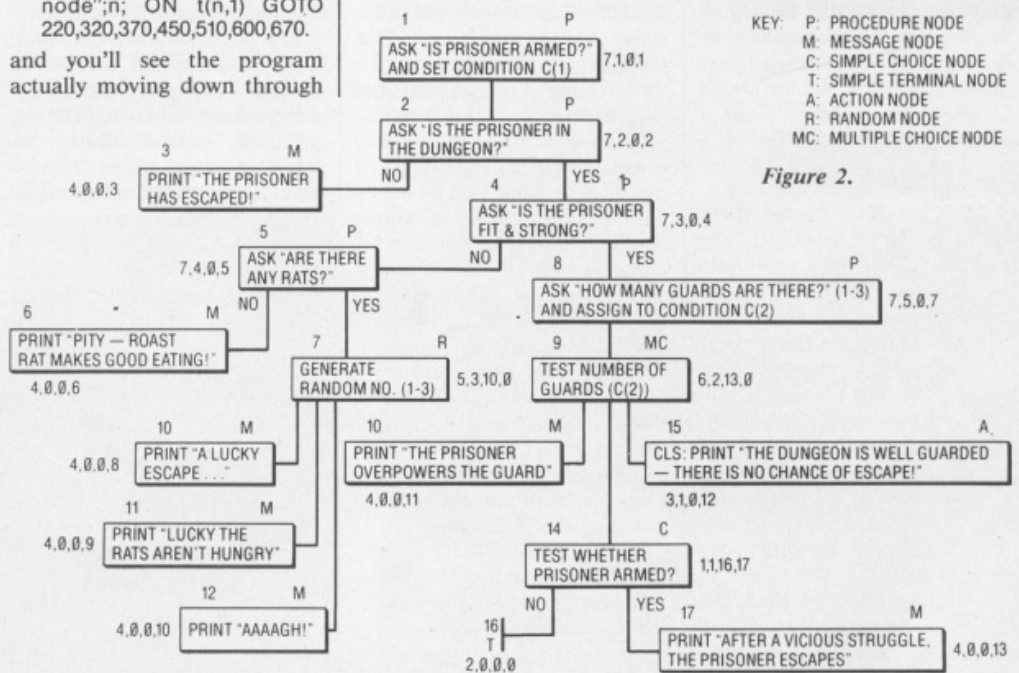 node";n; ON t(n,1) GOTO
220,320,370,450,510,600,670.
and you'll see the program
actually moving down through
KEY: P: PROCEDURE NODE
M: MESSAGE NODE
C: SIMPLE CHOICE NODE
T: SIMPLE TERMINAL NODE
A: ACTION NODE
R: RANDOM NODE
MC: MULTIPLE CHOICE NODE
Figure 2.
1 P
ASK "IS PRISONER ARMED?"
AND SET CONDITION C(1)
7,1,0,1
2 P
ASK "IS THE PRISONER IN
THE DUNGEON?"
7,2,0,2
NO
YES
3 M
PRINT "THE PRISONER
HAS ESCAPED!"
4,0,0,3
4 P
ASK "IS THE PRISONER
FIT & STRONG?"
7,3,0,4
NO
YES
5 P
ASK "ARE THERE
ANY RATS?"
7,4,0,5
NO
YES
8 P
ASK "HOW MANY GUARDS ARE THERE?" (1-3)
AND ASSIGN TO CONDITION C(2)
7,5,0,7
6 M
PRINT "PITY — ROAST
RAT MAKES GOOD EATING!"
4,0,0,6
7 R
GENERATE
RANDOM NO. (1-3)
5,3,10,0
9 MC
TEST NUMBER OF
GUARDS (C(2))
6,2,13,0
10 M
PRINT "A LUCKY
ESCAPE . . ."
4,0,0,8
10 M
PRINT "THE PRISONER
OVERPOWERS THE GUARD"
4,0,0,11
15 A
CLS: PRINT "THE DUNGEON IS WELL GUARDED
— THERE IS NO CHANCE OF ESCAPE!"
3,1,0,12
11 M
PRINT "LUCKY THE
RATS AREN'T HUNGRY"
4,0,0,9
14 C
TEST WHETHER
PRISONER ARMED?
1,1,16,17
NO
YES
12 M
PRINT "AAAAGH!"
4,0,0,10
16
T
2,0,0,0
17 M
PRINT "AFTER A VICIOUS STRUGGLE,
THE PRISONER ESCAPES"
4,0,0,13